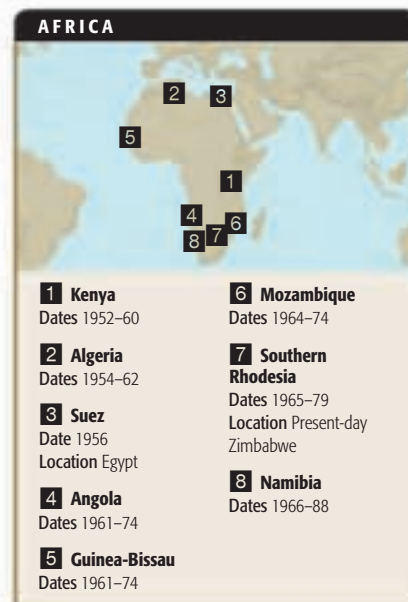 AFRICA
2
3
5
1
4
6
7
8
1 Kenya
Dates 1952–60
2 Algeria
Dates 1954–62
3 Suez
Date 1956
Location Egypt
4 Angola
Dates 1961–74
5 Guinea-Bissau
Dates 1961–74
6 Mozambique
Dates 1964–74
7 Southern
Rhodesia
Dates 1965–79
Location Present-day
Zimbabwe
8 Namibia
Dates 1966–88